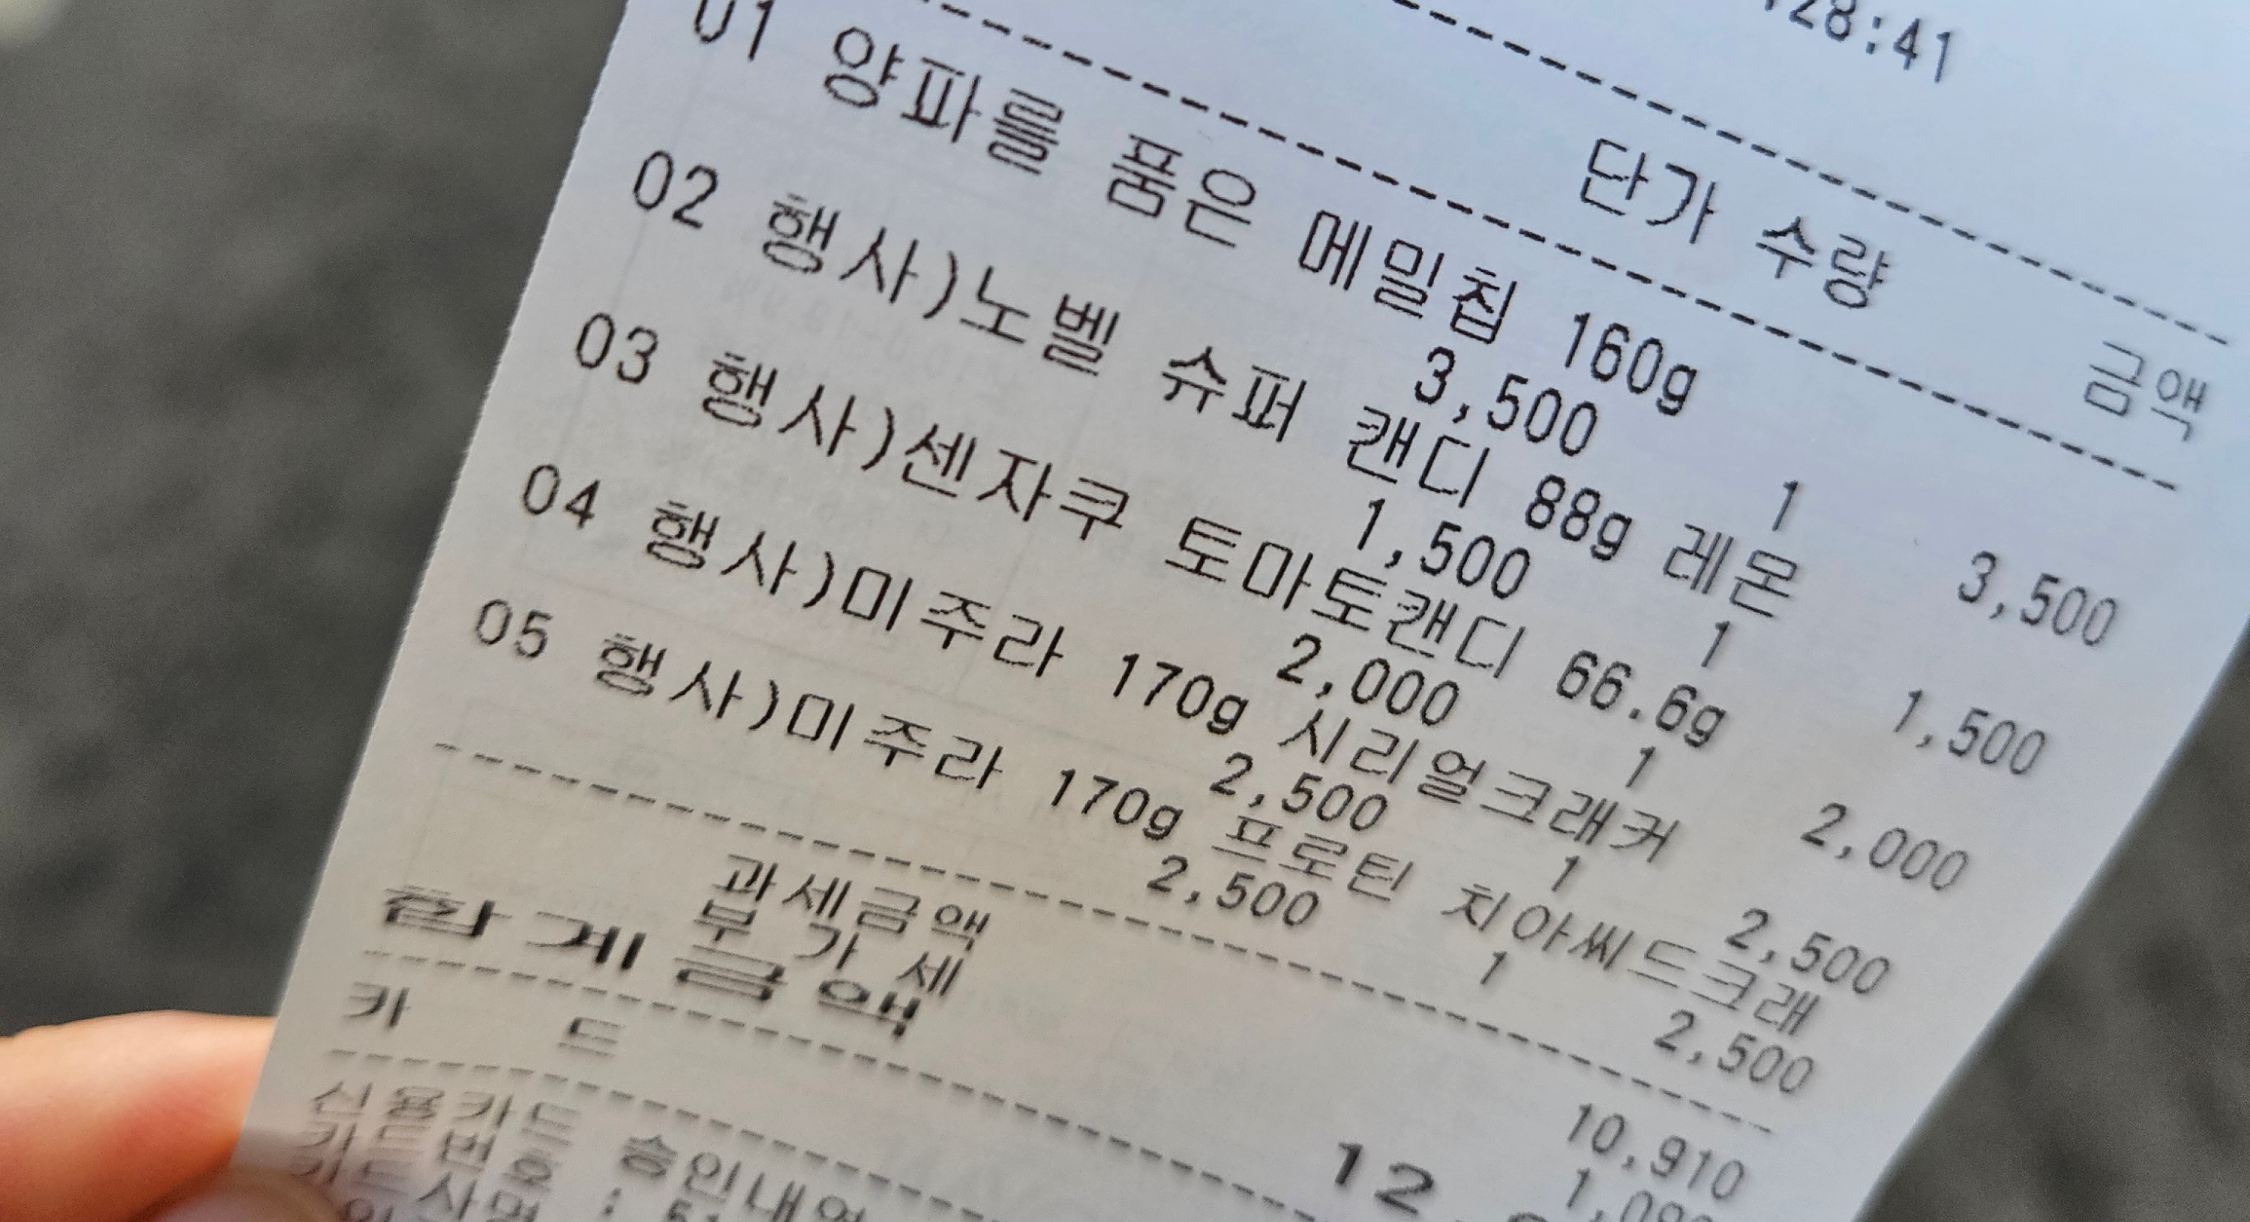 28:41
단가 수량 금액
01 양파를 품은 메밀칩 160g
3,500 1 3,500
02 행사)노벨 슈퍼 캔디 88g 레몬
1,500 1 1,500
03 행사)센자쿠 토마토캔디 66.6g
2,000 1 2,000
04 행사)미주라 170g 시리얼크래커
2,500 1 2,500
05 행사)미주라 170g 프로틴 치아씨드크래
2,500 1 2,500
과세금액 10,910
부 가 세
합 계 금 액 12
카 드
신용카드 승인내역
카드번호 :